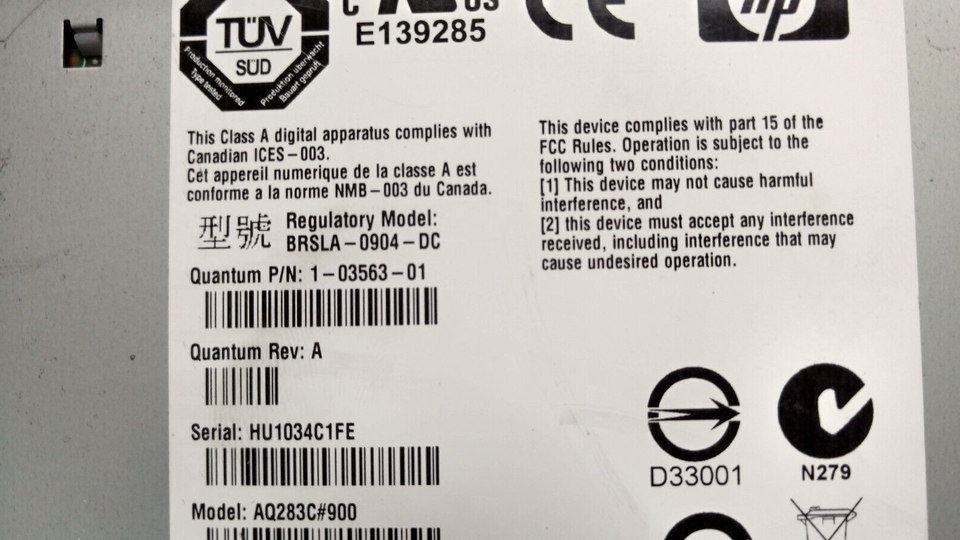 TÜV
SÜD
Production monitored
Type tested
Produktion überwacht
Bauart geprüft
C US
E139285
CE
hp
This Class A digital apparatus complies with
Canadian ICES-003.
Cet appareil numerique de la classe A est
conforme a la norme NMB-003 du Canada.
型號 Regulatory Model:
BRSLA-0904-DC
Quantum P/N: 1-03563-01
Quantum Rev: A
Serial: HU1034C1FE
Model: AQ283C#900
This device complies with part 15 of the
FCC Rules. Operation is subject to the
following two conditions:
[1] This device may not cause harmful
interference, and
[2] this device must accept any interference
received, including interference that may
cause undesired operation.
D33001
N279